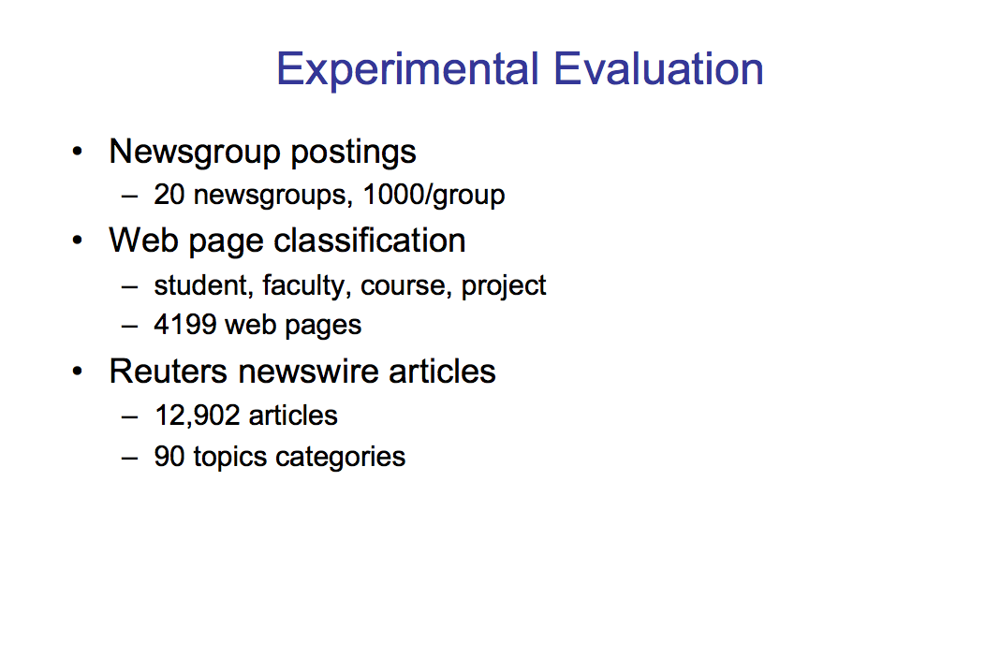 Experimental Evaluation
• Newsgroup postings
– 20 newsgroups, 1000/group
• Web page classification
– student, faculty, course, project
– 4199 web pages
• Reuters newswire articles
– 12,902 articles
– 90 topics categories